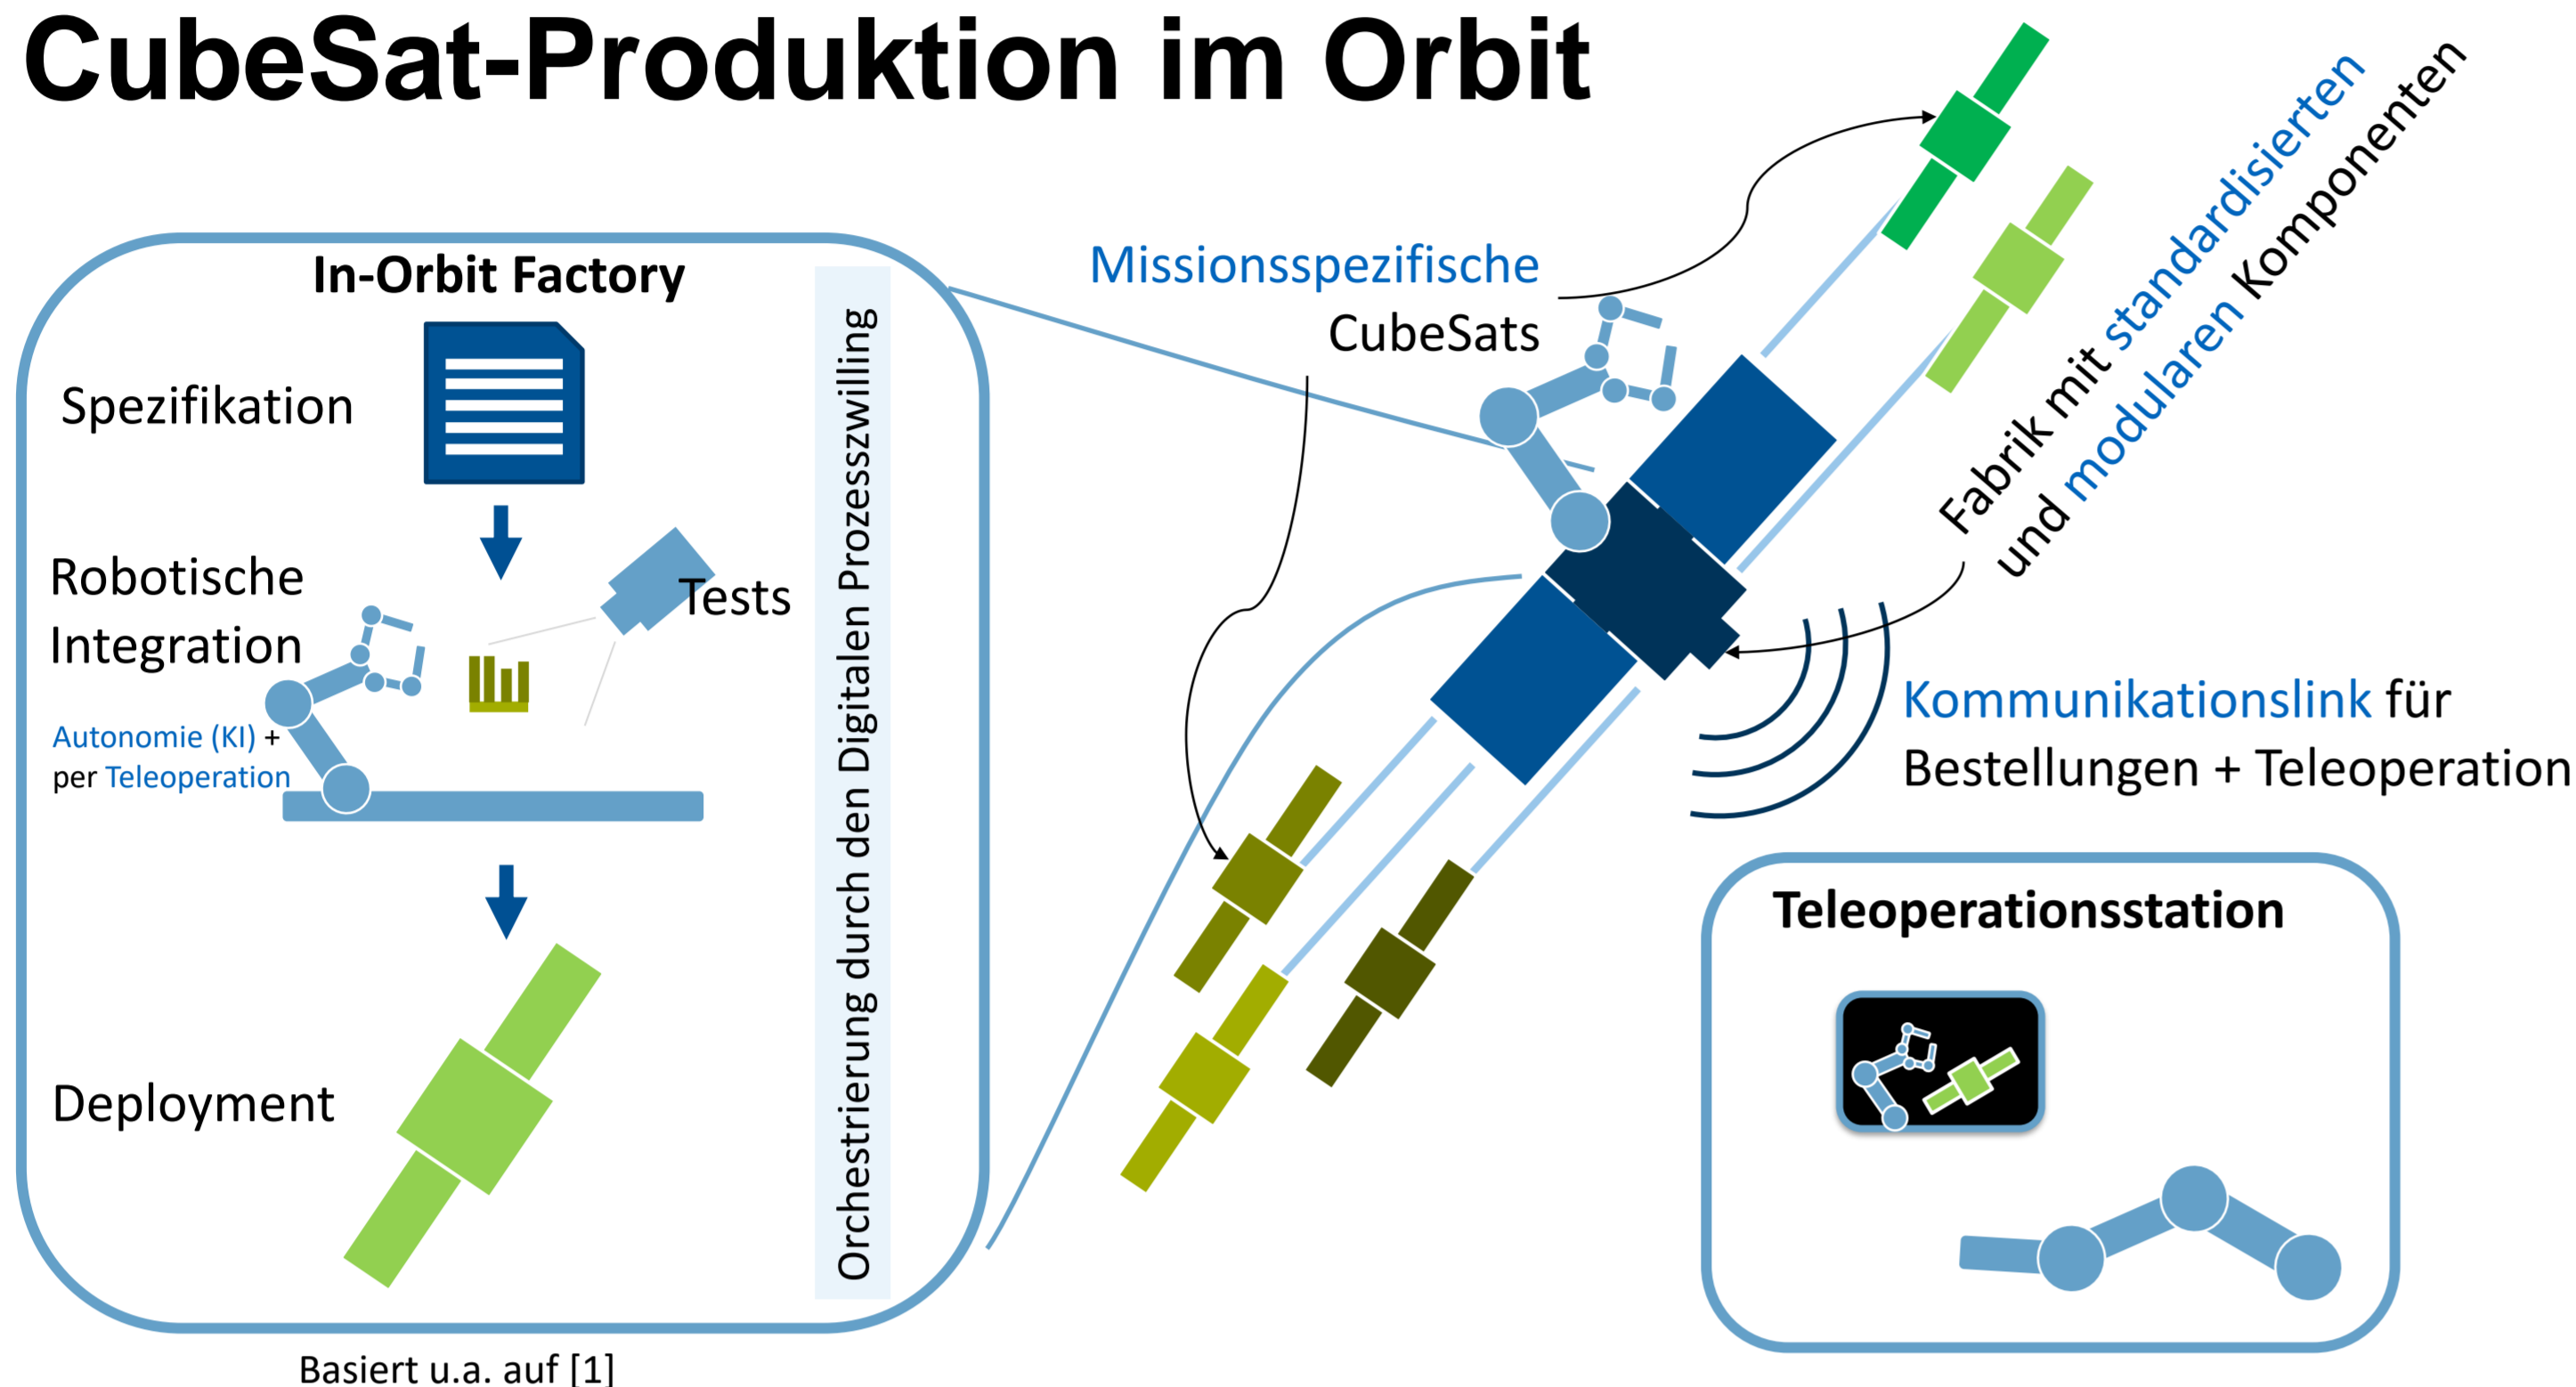 CubeSat-Produktion im Orbit
In-Orbit Factory
Spezifikation
Robotische
Integration
Autonomie (KI) +
per Teleoperation
Tests
Deployment
Orchestrierung durch den Digitalen Prozesszwilling
Basiert u.a. auf [1]
Missionsspezifische
CubeSats
Fabrik mit standardisierten
und modularen Komponenten
Kommunikationslink für
Bestellungen + Teleoperation
Teleoperationsstation